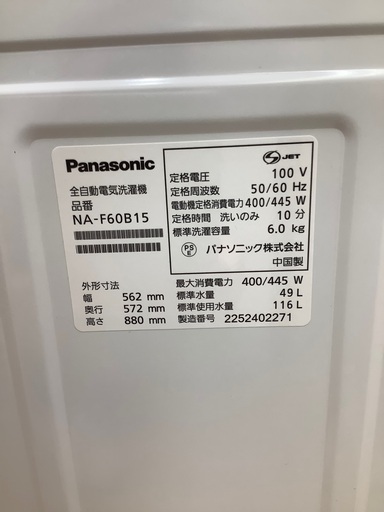 Panasonic
全自動電気洗濯機
品番
NA-F60B15
外形寸法
幅 562 mm
奥行 572 mm
高さ 880 mm
S JET
定格電圧 100 V
定格周波数 50/60 Hz
電動機定格消費電力 400/445 W
定格時間 洗いのみ 10 分
標準洗濯容量 6.0 kg
PS E パナソニック株式会社
中国製
最大消費電力 400/445 W
標準水量 49 L
標準使用水量 116 L
製造番号 2252402271